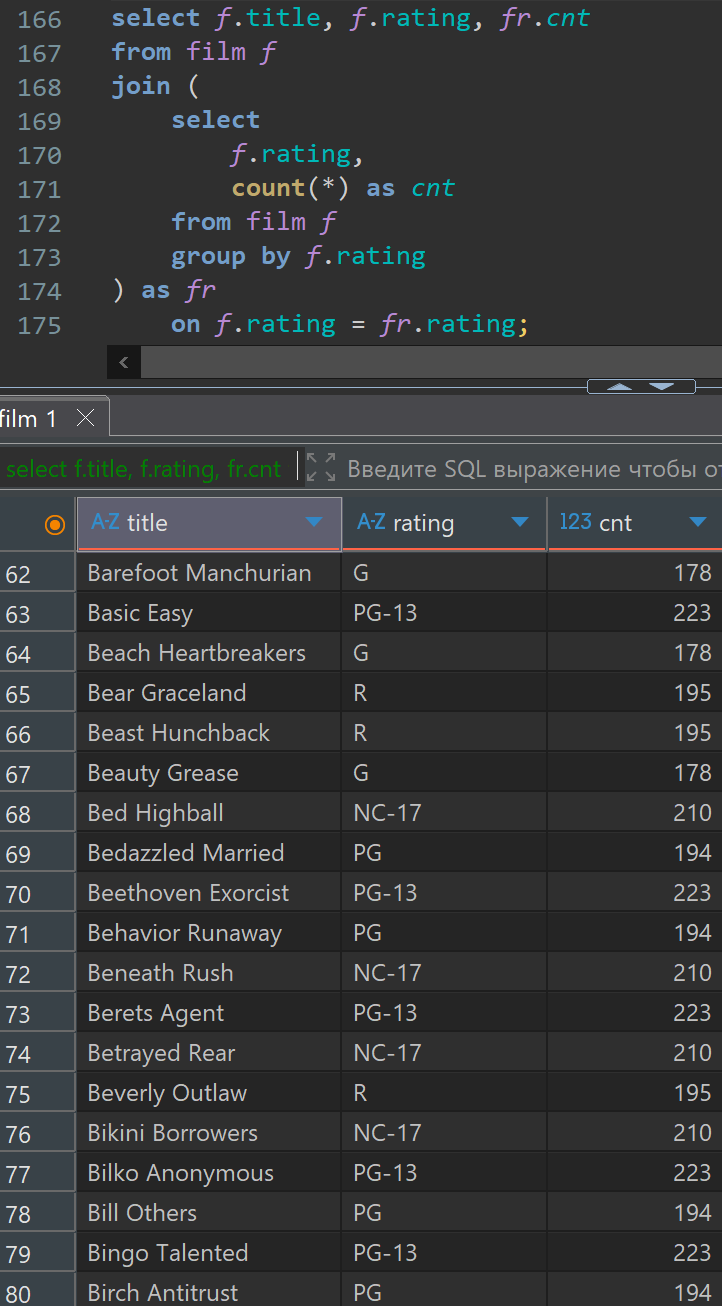 166 select f.title, f.rating, fr.cnt
167 from film f
168 join (
169 select
170 f.rating,
171 count(*) as cnt
172 from film f
173 group by f.rating
174 ) as fr
175 on f.rating = fr.rating;
film 1
select f.title, f.rating, fr.cnt Введите SQL выражение чтобы от
A-Z title A-Z rating 123 cnt
62 Barefoot Manchurian G 178
63 Basic Easy PG-13 223
64 Beach Heartbreakers G 178
65 Bear Graceland R 195
66 Beast Hunchback R 195
67 Beauty Grease G 178
68 Bed Highball NC-17 210
69 Bedazzled Married PG 194
70 Beethoven Exorcist PG-13 223
71 Behavior Runaway PG 194
72 Beneath Rush NC-17 210
73 Berets Agent PG-13 223
74 Betrayed Rear NC-17 210
75 Beverly Outlaw R 195
76 Bikini Borrowers NC-17 210
77 Bilko Anonymous PG-13 223
78 Bill Others PG 194
79 Bingo Talented PG-13 223
80 Birch Antitrust PG 194